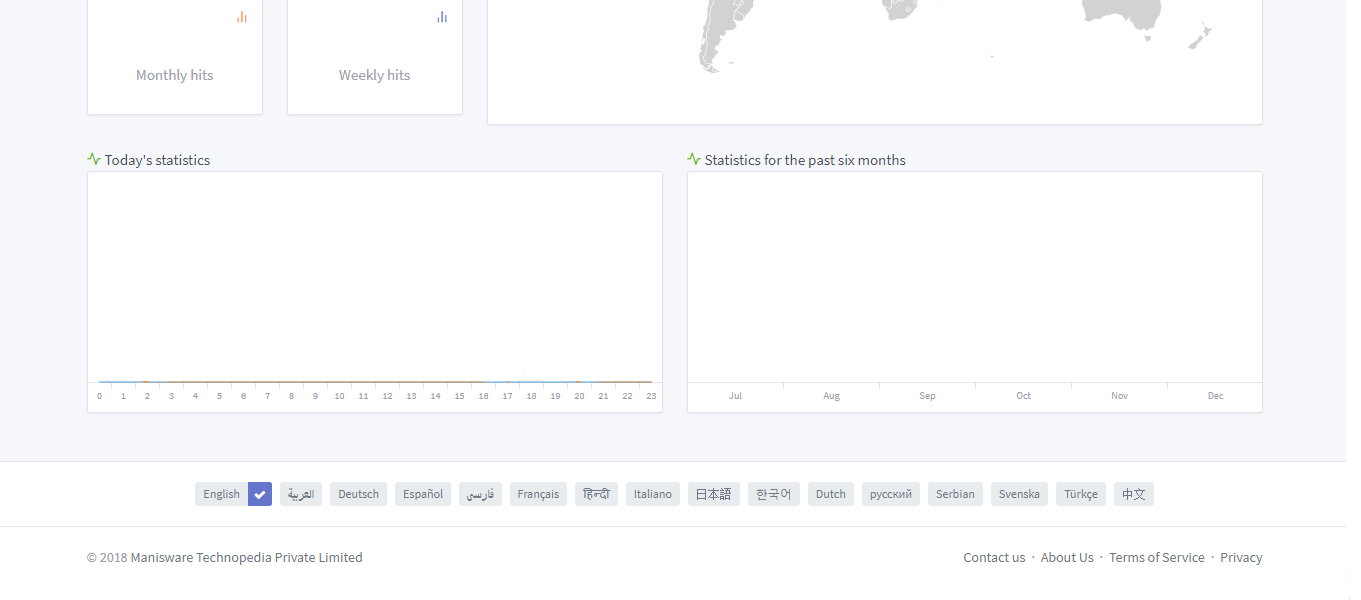 Monthly hits
Weekly hits
Today's statistics
Statistics for the past six months
0 1 2 3 4 5 6 7 8 9 10 11 12 13 14 15 16 17 18 19 20 21 22 23
Jul Aug Sep Oct Nov Dec
English العربية Deutsch Español فارسی Français हिन्दी Italiano 日本語 한국어 Dutch русский Serbian Svenska Türkçe 中文
© 2018 Manisware Technopedia Private Limited
Contact us · About Us · Terms of Service · Privacy